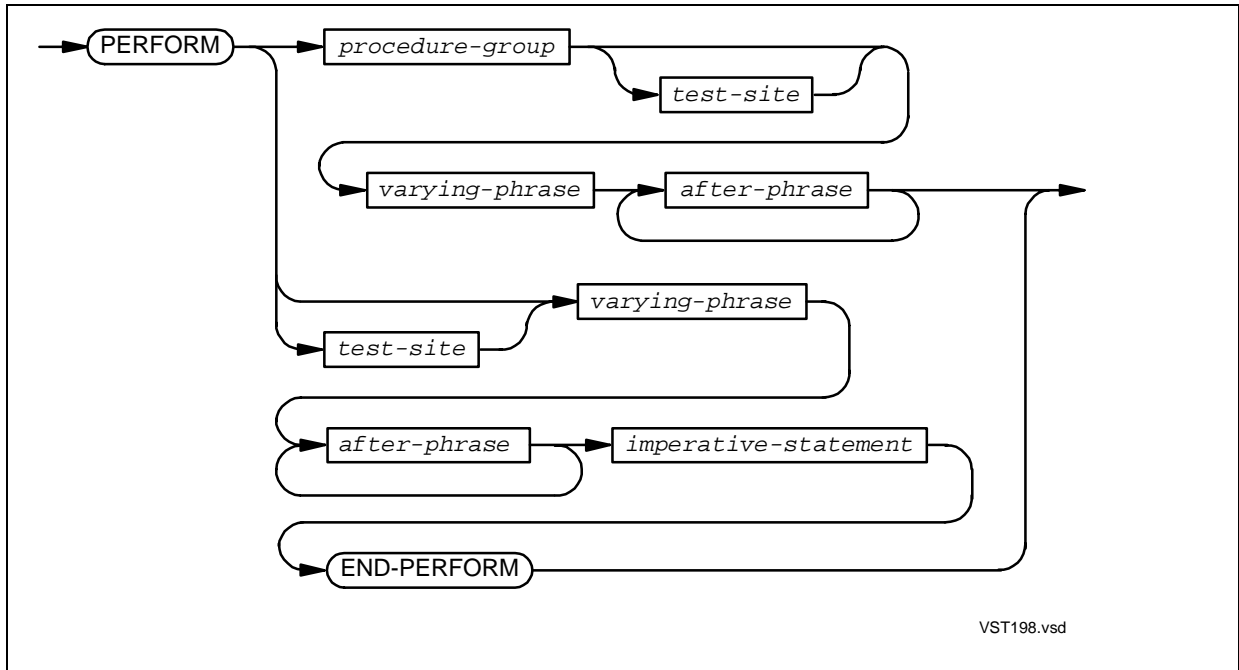 PERFORM
procedure-group
test-site
varying-phrase
after-phrase
varying-phrase
test-site
after-phrase
imperative-statement
END-PERFORM
VST198.vsd